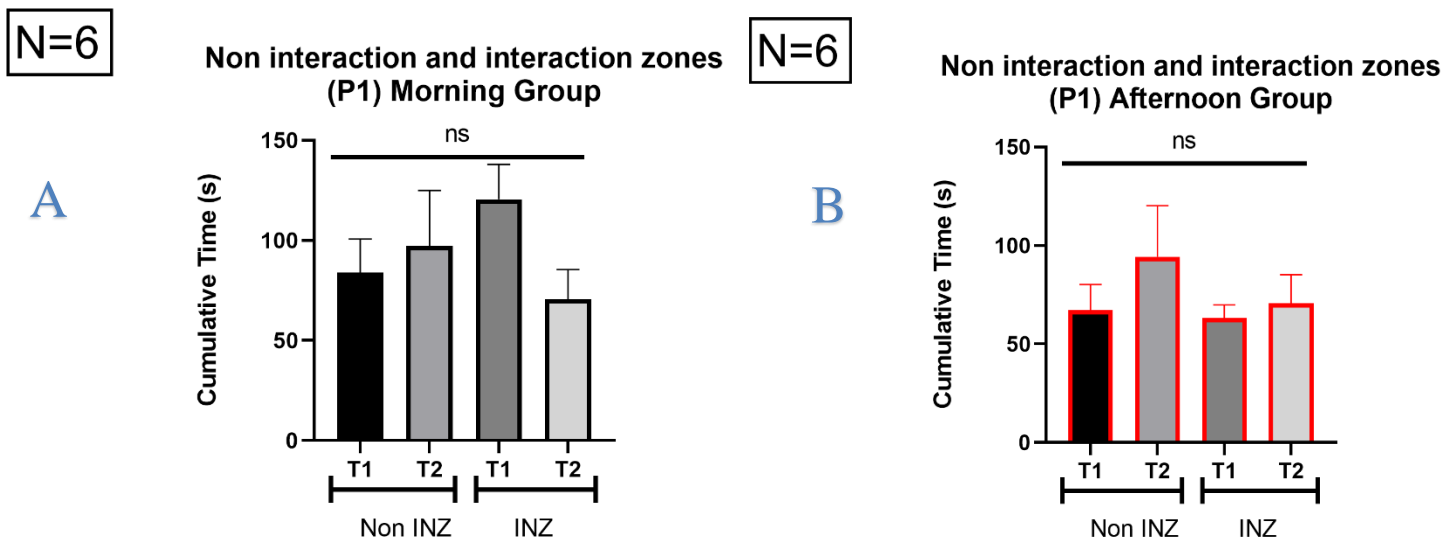 N=6
Non interaction and interaction zones
(P1) Morning Group
A
ns
Cumulative Time (s)
150
100
50
0
T1 T2 T1 T2
Non INZ INZ
N=6
Non interaction and interaction zones
(P1) Afternoon Group
B
ns
Cumulative Time (s)
150
100
50
0
T1 T2 T1 T2
Non INZ INZ